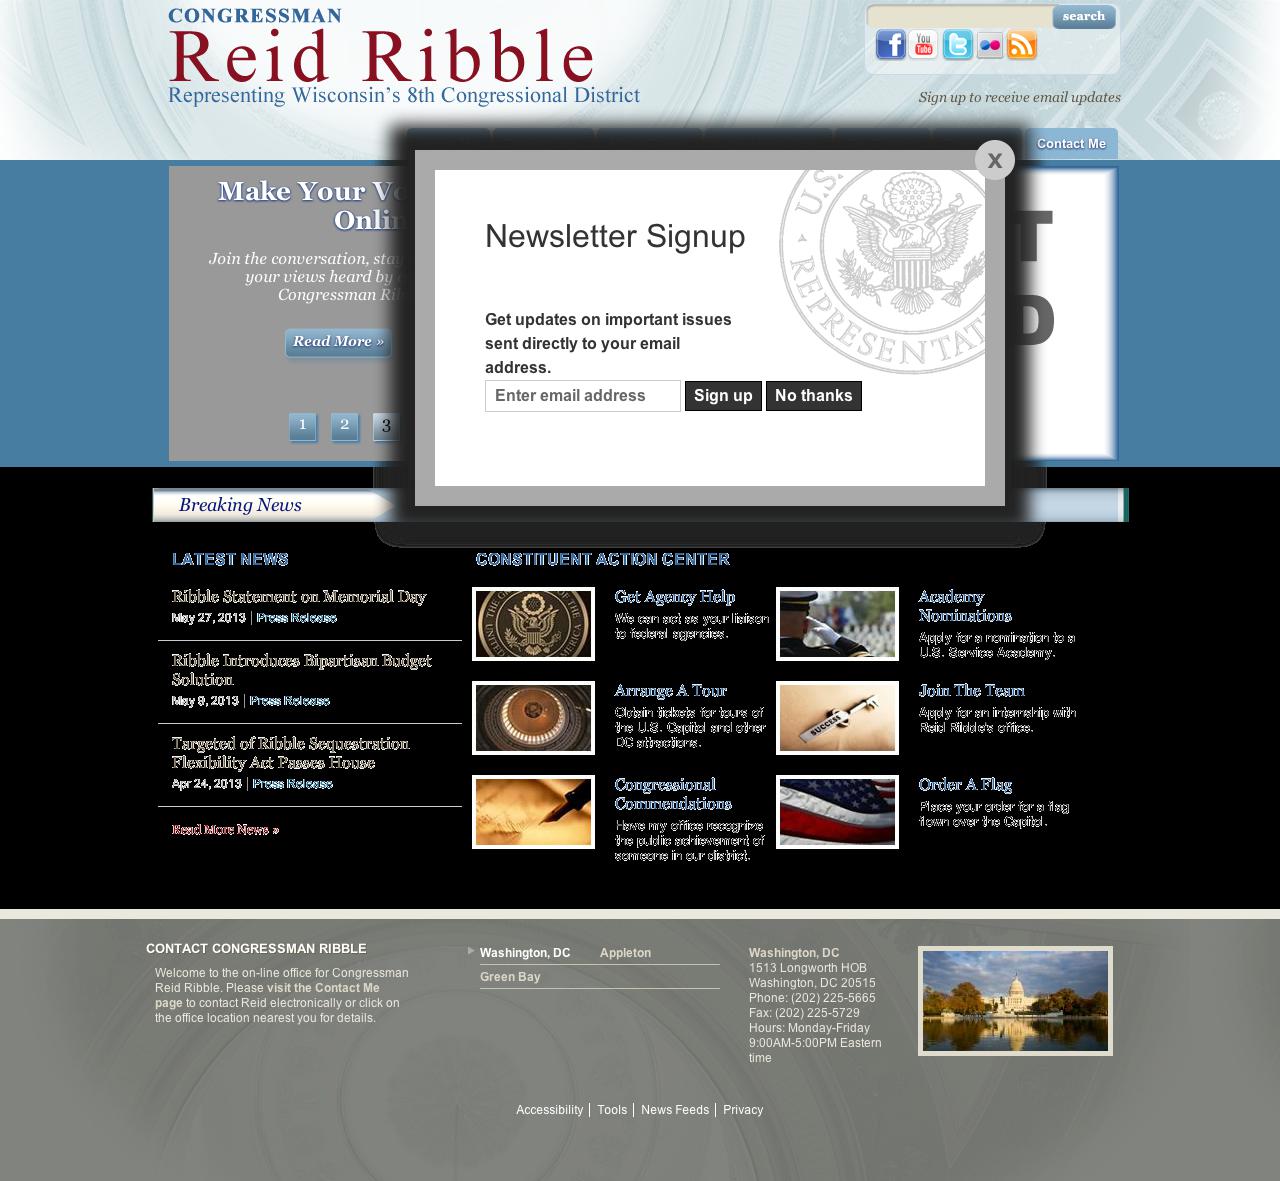 CONGRESSMAN
Reid Ribble
Representing Wisconsin's 8th Congressional District
search
You
Tube
Sign up to receive email updates
Contact Me
Make Your
Join the conversation, stay
your views heard by
Congressman
Read More »
1 2 3
x
U.S.
REPRESENTAT
Newsletter Signup
Get updates on important issues
sent directly to your email
address.
Enter email address
Sign up
No thanks
T
D
Breaking News
LATEST NEWS
Ribble Statement on Memorial Day
May 27, 2013 | Press Release
Ribble Introduces Bipartisan Budget
Solution
May 9, 2013 | Press Release
Targeted of Ribble Sequestration
Flexibility Act Passes House
Apr 24, 2013 | Press Release
Read More News »
CONSTITUENT ACTION CENTER
Get Agency Help
We can act as your liaison
to federal agencies.
Academy
Nominations
Apply for a nomination to a
U.S. Service Academy.
Arrange A Tour
Obtain tickets for tours of
the U.S. Capitol and other
DC attractions.
SUCCESS
Join The Team
Apply for an internship with
Reid Ribble's office.
Congressional
Commendations
Have my office recognize
the public achievement of
someone in our district.
Order A Flag
Place your order for a flag
flown over the Capitol.
CONTACT CONGRESSMAN RIBBLE
Welcome to the on-line office for Congressman
Reid Ribble. Please visit the Contact Me
page to contact Reid electronically or click on
the office location nearest you for details.
Washington, DC
Appleton
Green Bay
Washington, DC
1513 Longworth HOB
Washington, DC 20515
Phone: (202) 225-5665
Fax: (202) 225-5729
Hours: Monday-Friday
9:00AM-5:00PM Eastern
time
Accessibility | Tools | News Feeds | Privacy